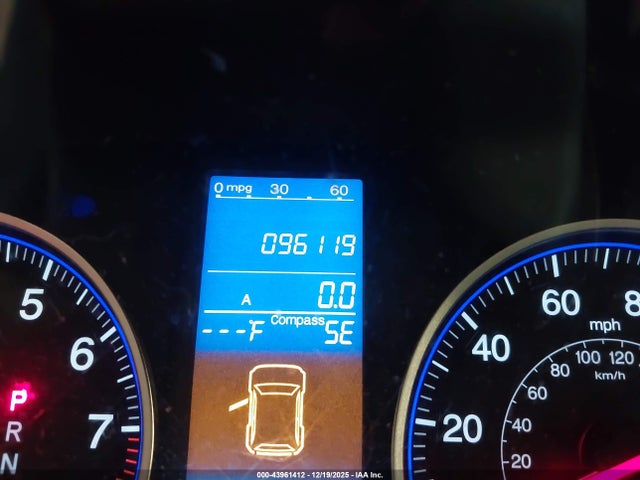 0 mpg 30 60
096119
A 0.0
Compass
---°F SE
5
6
7
P
R
N
20
40
60
8
mph
20
40
60
80
100
120
km/h
000-43961412 - 12/19/2025 - IAA Inc.